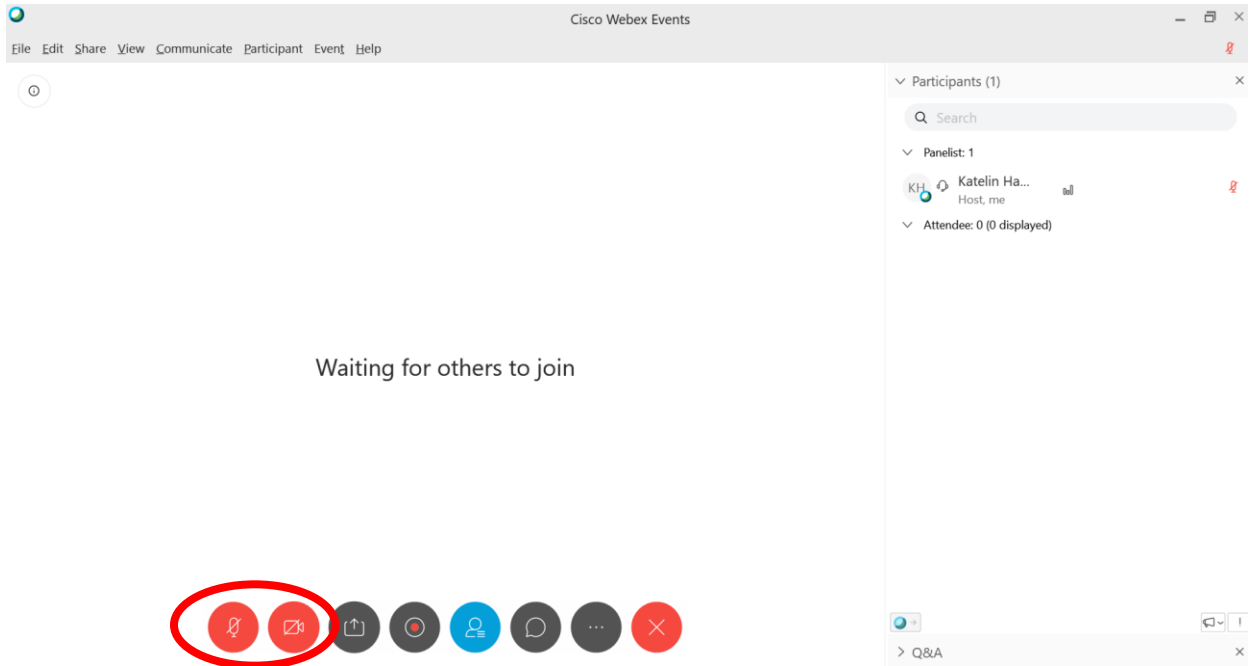 Cisco Webex Events
File Edit Share View Communicate Participant Event Help
Participants (1)
Search
Panelist: 1
KH
Katelin Ha...
Host, me
Attendee: 0 (0 displayed)
Waiting for others to join
Q&A